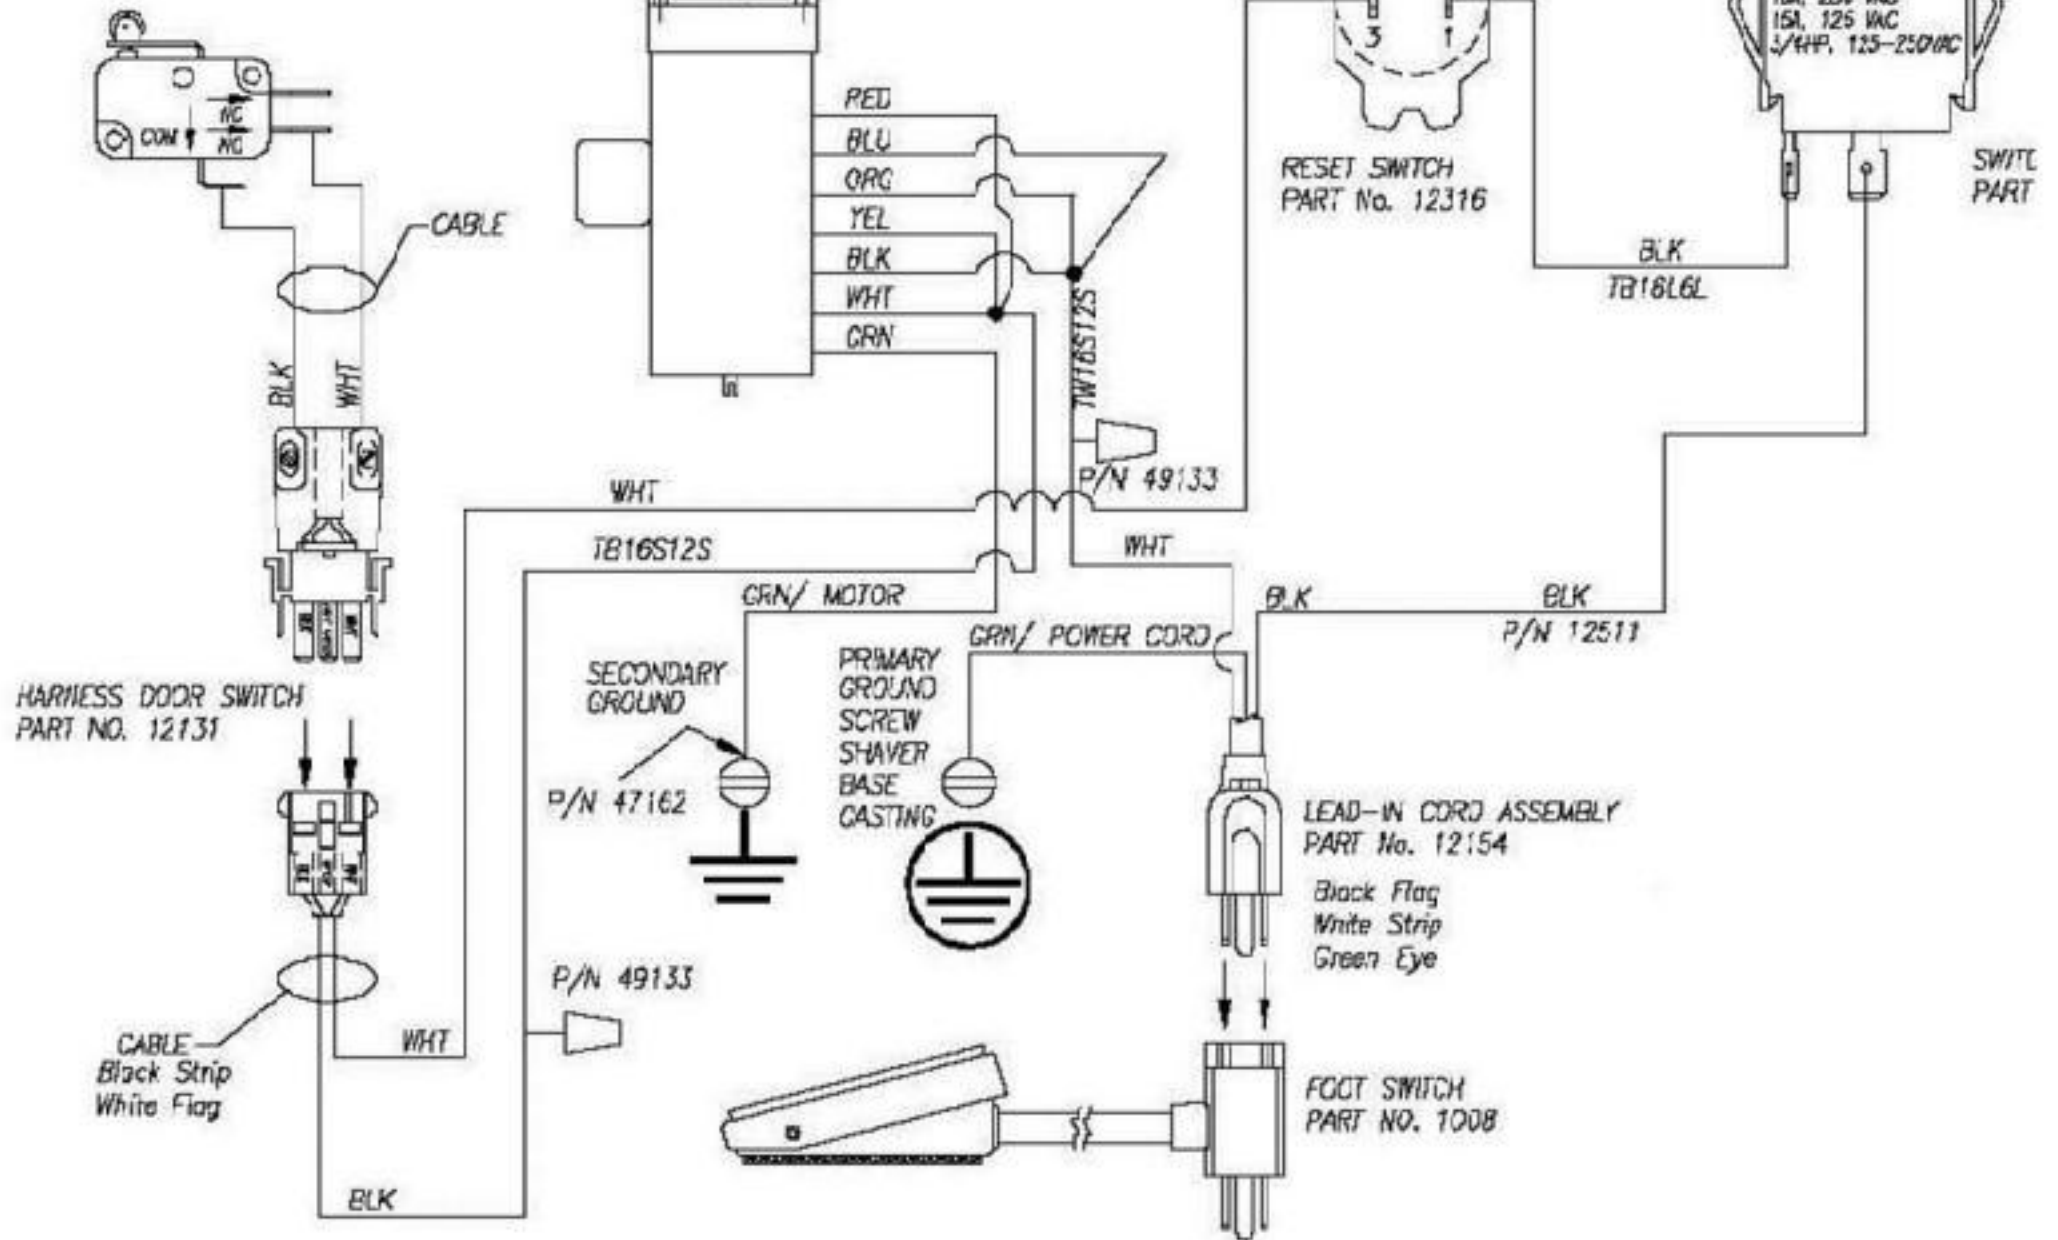 15A, 125 VAC
3/4HP, 125-250VAC
NC
COM
NO
RED
BLU
ORG
YEL
BLK
WHT
GRN
3
1
RESET SWITCH
PART No. 12316
PART
BLK
TB16L6L
CABLE
BLK
WHT
TW16S12S
P/N 49133
WHT
TB16S12S
WHT
GRN/ MOTOR
GRN/ POWER CORD
BLK
BLK
P/N 12511
HARNESS DOOR SWITCH
PART NO. 12131
SECONDARY
GROUND
P/N 47162
PRIMARY
GROUND
SCREW
SHAVER
BASE
CASTING
LEAD-IN CORD ASSEMBLY
PART No. 12154
Black Flag
White Strip
Green Eye
P/N 49133
CABLE
Black Strip
White Flag
WHT
FOOT SWITCH
PART NO. 1008
BLK